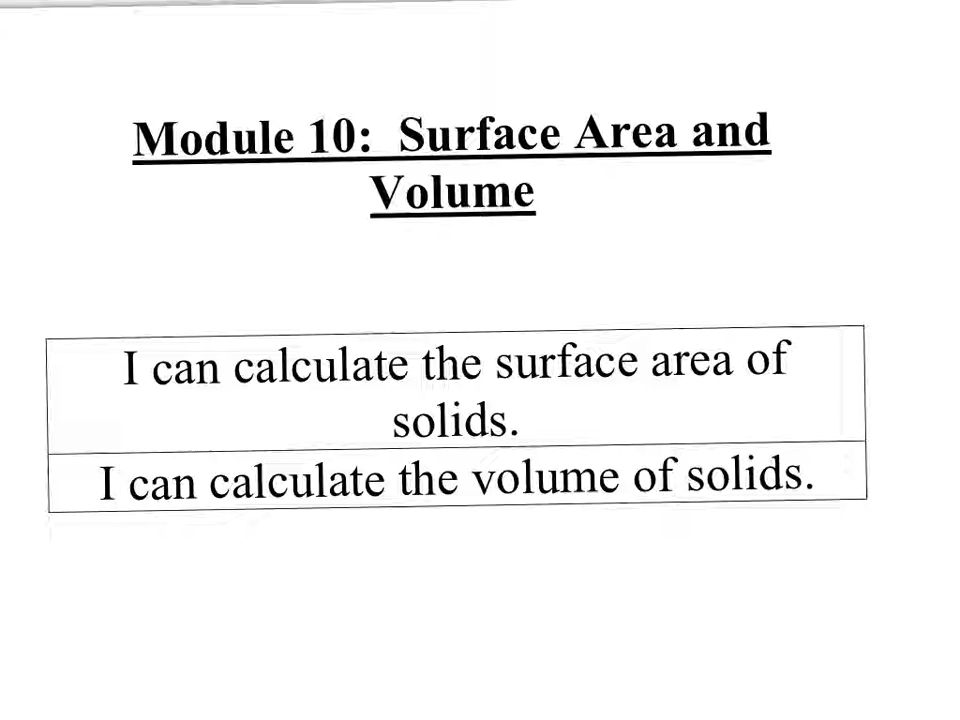 Module 10:  Surface Area and
Volume
I can calculate the surface area of
solids.
I can calculate the volume of solids.